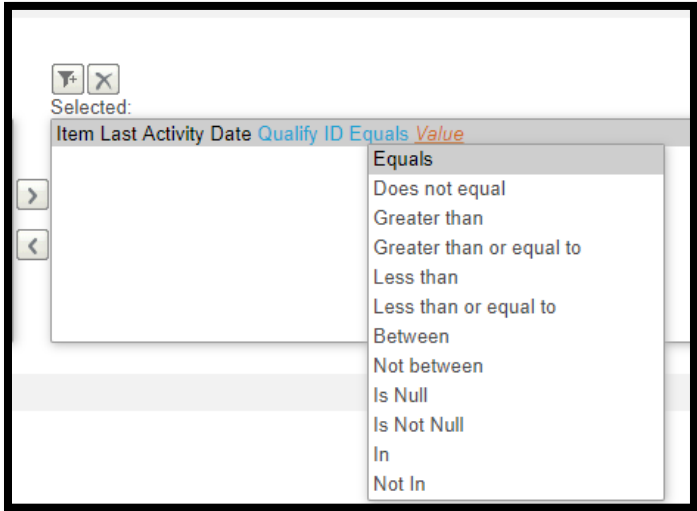 Selected:
Item Last Activity Date Qualify ID Equals Value
Equals
Does not equal
Greater than
Greater than or equal to
Less than
Less than or equal to
Between
Not between
Is Null
Is Not Null
In
Not In